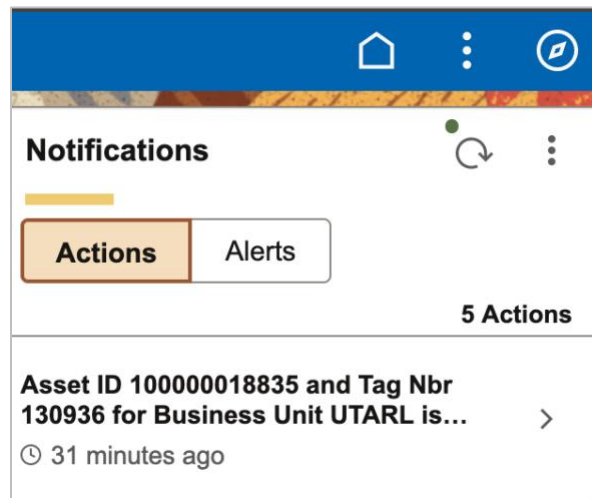 Notifications
Actions
Alerts
5 Actions
Asset ID 100000018835 and Tag Nbr
130936 for Business Unit UTARL is...
31 minutes ago